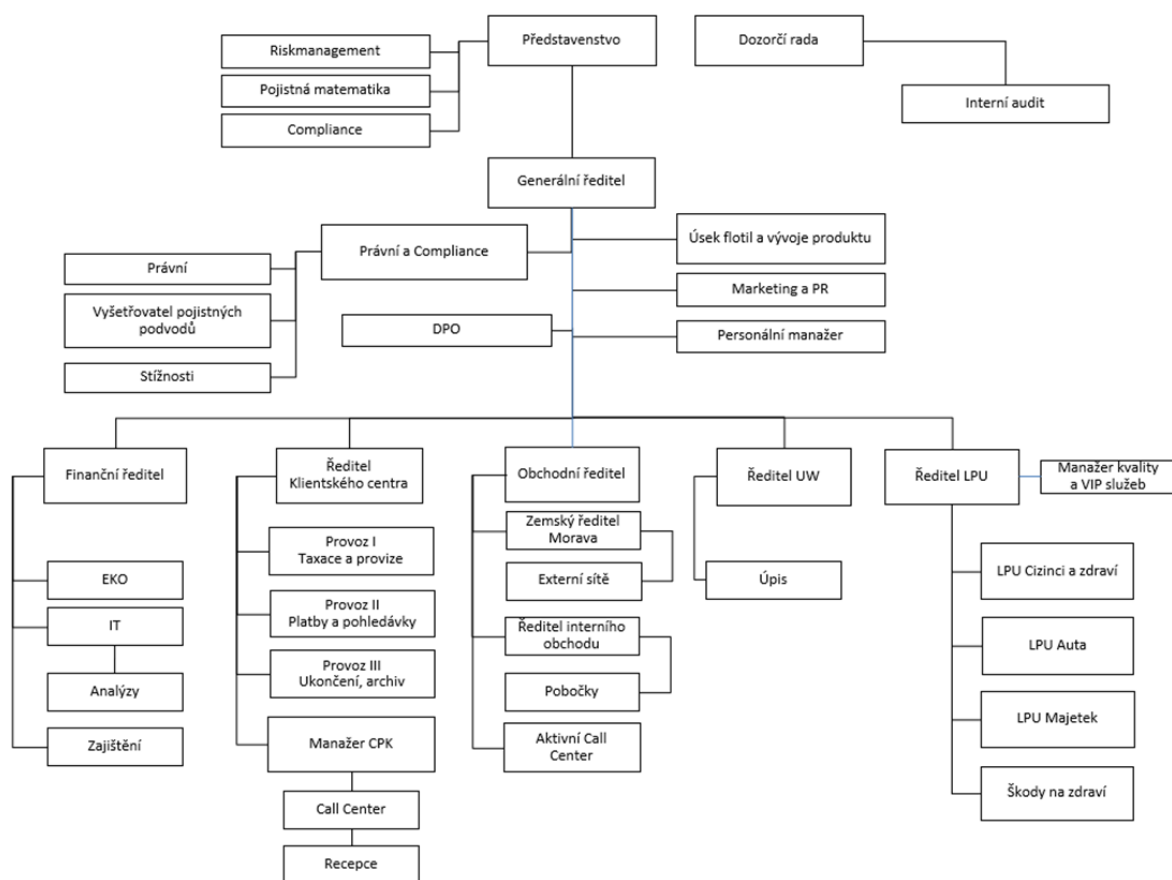 Představenstvo
Dozorčí rada
Riskmanagement
Pojistná matematika
Interní audit
Compliance
Generální ředitel
Právní a Compliance
Úsek flotil a vývoje produktu
Právní
Marketing a PR
Vyšetřovatel pojistných
podvodů
DPO
Personální manažer
Stížnosti
Finanční ředitel
Ředitel
Klientského centra
Obchodní ředitel
Ředitel UW
Ředitel LPU
Manažer kvality
a VIP služeb
EKO
IT
Analýzy
Zajištění
Provoz I
Taxace a provize
Provoz II
Platby a pohledávky
Provoz III
Ukončení, archiv
Manažer CPK
Call Center
Recepce
Zemský ředitel
Morava
Externí sítě
Ředitel interního
obchodu
Pobočky
Aktivní Call
Center
Úpis
LPU Cizinci a zdraví
LPU Auta
LPU Majetek
Škody na zdraví